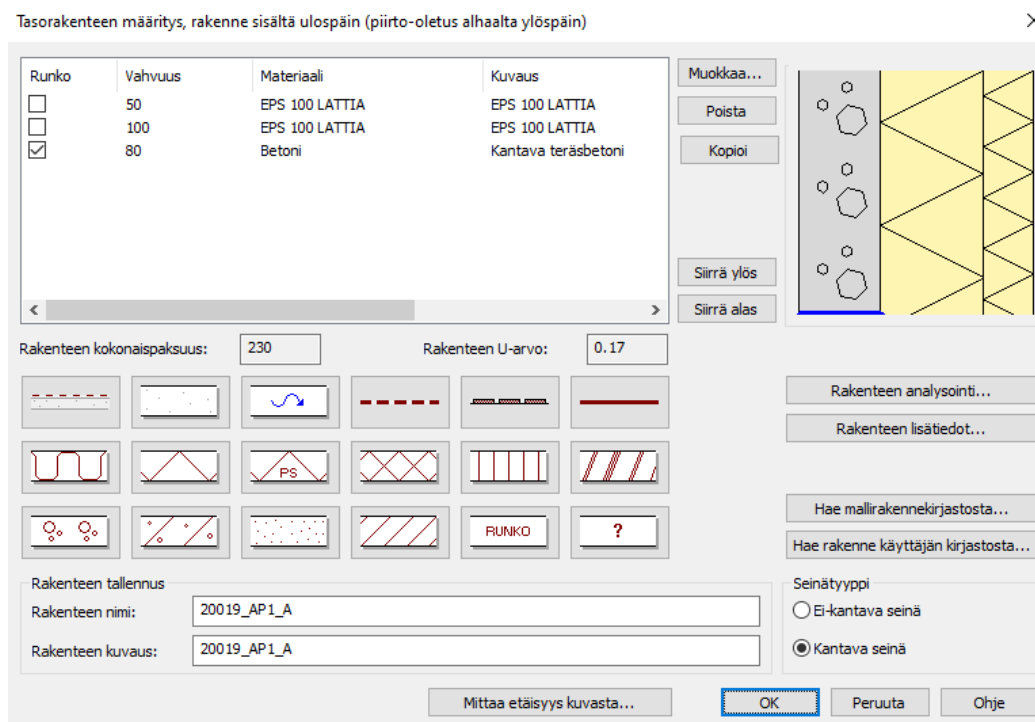 Tasorakenteen määritys, rakenne sisältä ulospäin (piirto-oletus alhaalta ylöspäin)
Runko Vahvuus Materiaali Kuvaus
50 EPS 100 LATTIA EPS 100 LATTIA
100 EPS 100 LATTIA EPS 100 LATTIA
80 Betoni Kantava teräsbetoni
Muokkaa...
Poista
Kopioi
Siirrä ylös
Siirrä alas
Rakenteen kokonaispaksuus: 230 Rakenteen U-arvo: 0.17
PS
RUNKO ?
Rakenteen analysointi...
Rakenteen lisätiedot...
Hae mallirakennekirjastosta...
Hae rakenne käyttäjän kirjastosta...
Rakenteen tallennus
Rakenteen nimi: 20019_AP1_A
Rakenteen kuvaus: 20019_AP1_A
Seinätyyppi
Ei-kantava seinä
Kantava seinä
Mittaa etäisyys kuvasta... OK Peruuta Ohje